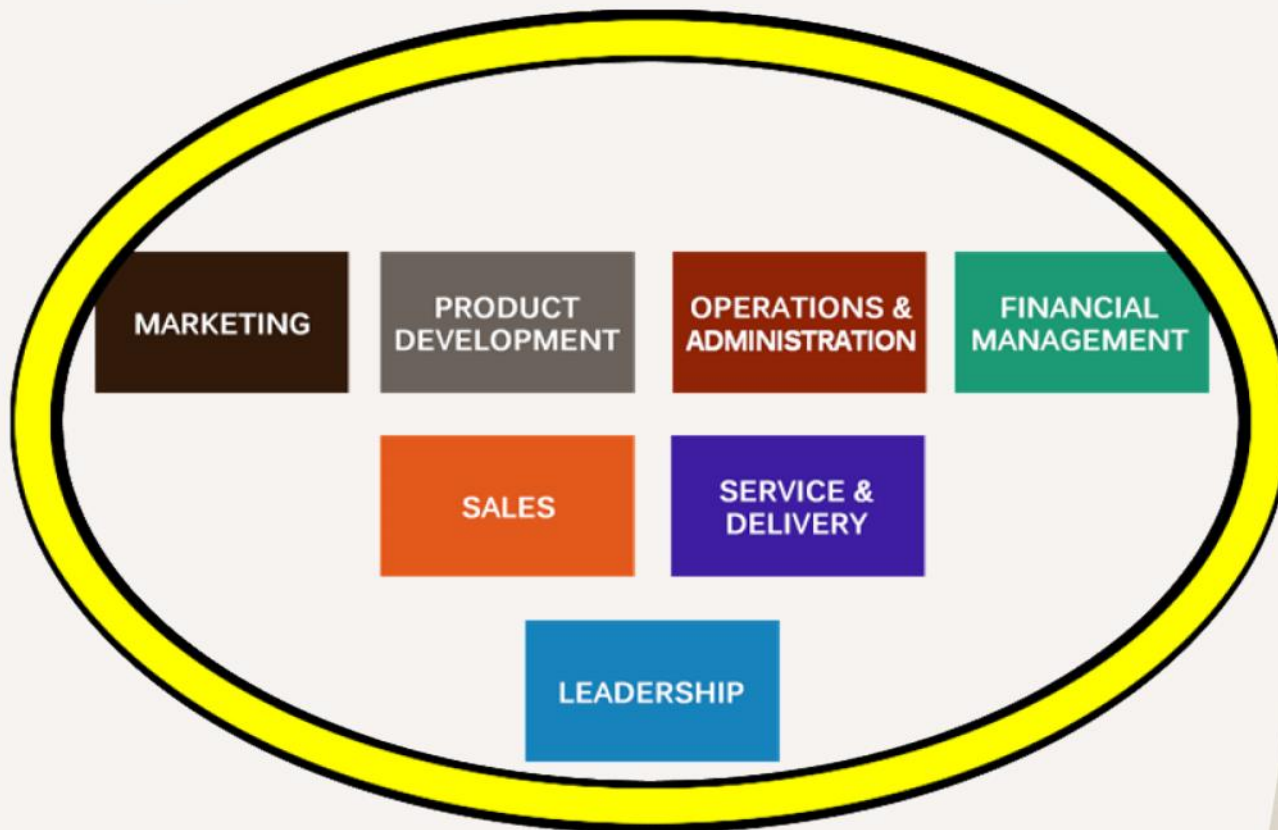 MARKETING
PRODUCT
DEVELOPMENT
OPERATIONS &
ADMINISTRATION
FINANCIAL
MANAGEMENT
SALES
SERVICE &
DELIVERY
LEADERSHIP